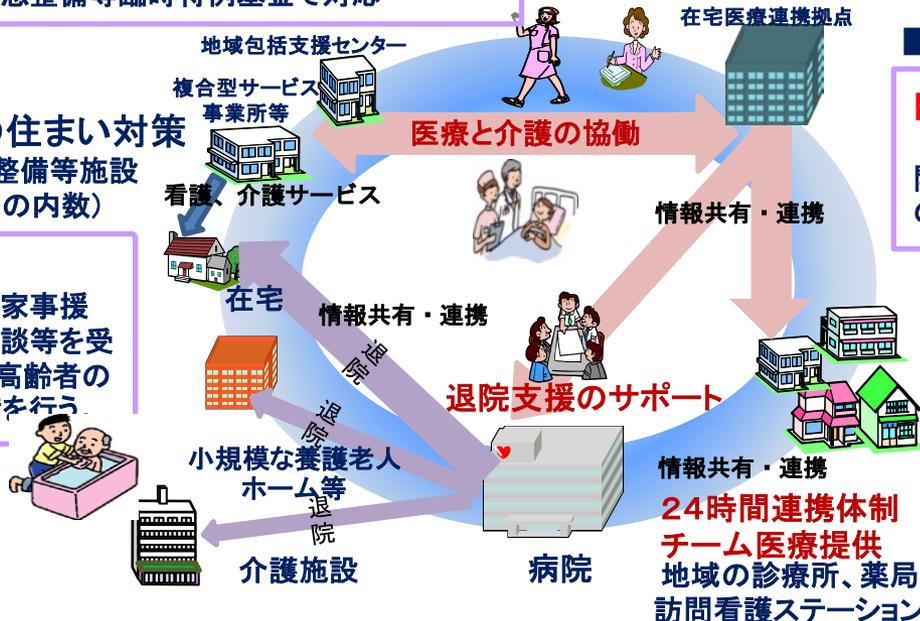 在宅医療連携拠点
地域包括支援センター
複合型サービス
事業所等
医療と介護の協働
住まい対策
整備等施設
の内数）
看護、介護サービス
情報共有・連携
在宅
情報共有・連携
家事援
談等を受
高齢者の
を行う。
退院
退院
退院
退院支援のサポート
小規模な養護老人
ホーム等
情報共有・連携
24時間連携体制
チーム医療提供
介護施設
病院
地域の診療所、薬局
訪問看護ステーション